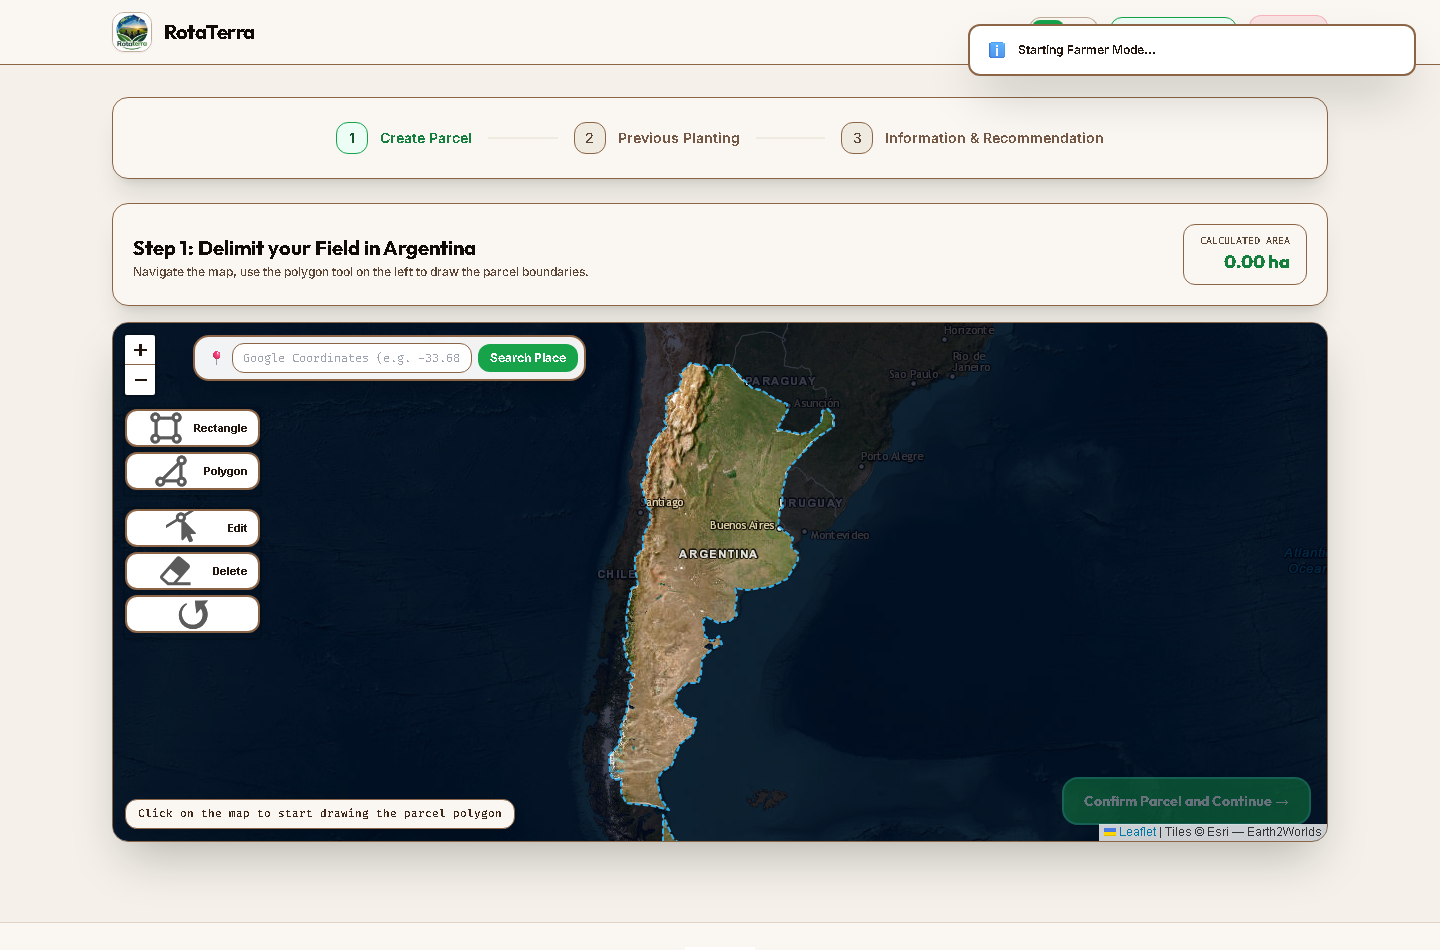 RotaTerra
Starting Farmer Mode...
1 Create Parcel
2 Previous Planting
3 Information & Recommendation
Step 1: Delimit your Field in Argentina
Navigate the map, use the polygon tool on the left to draw the parcel boundaries.
CALCULATED AREA
0.00 ha
+
−
Google Coordinates (e.g. -33.68
Search Place
Rectangle
Polygon
Edit
Delete
Horizonte
Rio de
Janeiro
Sao Paulo
PARAGUAY
Asunción
Porto Alegre
antiago
URUGUAY
Buenos Aires
Montevideo
ARGENTINA
CHILE
Atlantic
Ocean
Click on the map to start drawing the parcel polygon
Confirm Parcel and Continue →
Leaflet | Tiles © Esri — Earth2Worlds